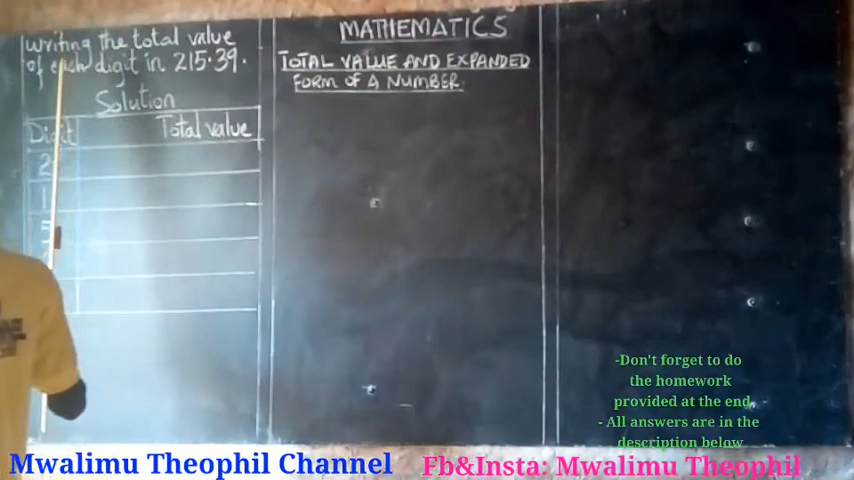 Writing the total value
of each digit in 215.39.
Solution
Digit Total value
2
1
5
MATHEMATICS
TOTAL VALUE AND EXPANDED
FORM OF A NUMBER.
-Don't forget to do
the homework
provided at the end.
- All answers are in the
description below
Mwalimu Theophil Channel
Fb&Insta: Mwalimu Theophil